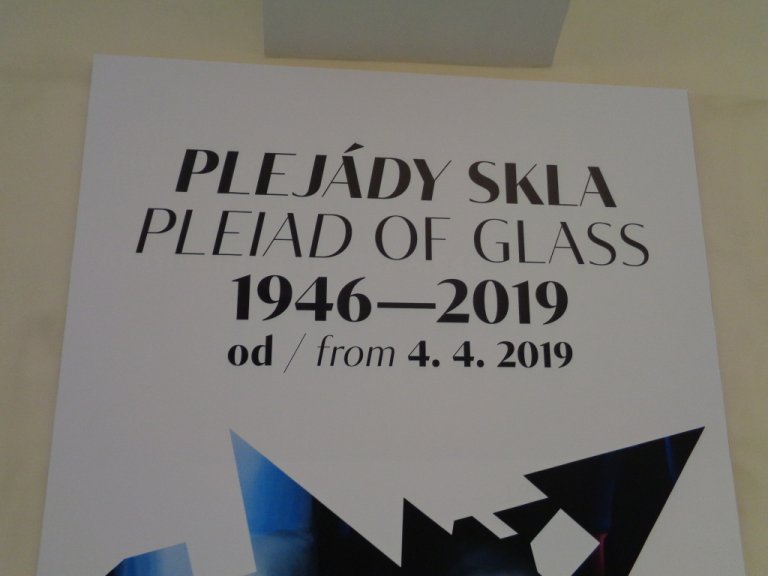 PLEJÁDY SKLA
PLEIAD OF GLASS
1946—2019
od / from 4. 4. 2019